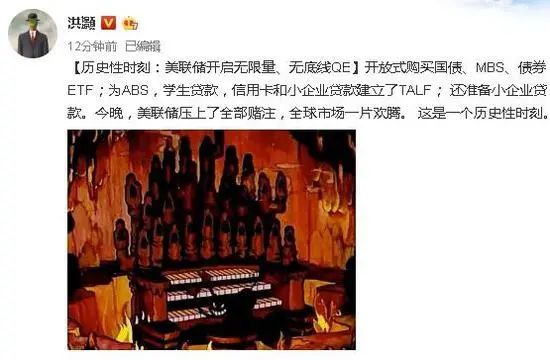 洪灏
12分钟前 已编辑
【历史性时刻：美联储开启无限量、无底线QE】开放式购买国债、MBS、债券
ETF；为ABS，学生贷款，信用卡和小企业贷款建立了TALF； 还准备小企业贷
款。今晚，美联储压上了全部赌注，全球市场一片欢腾。 这是一个历史性时刻。